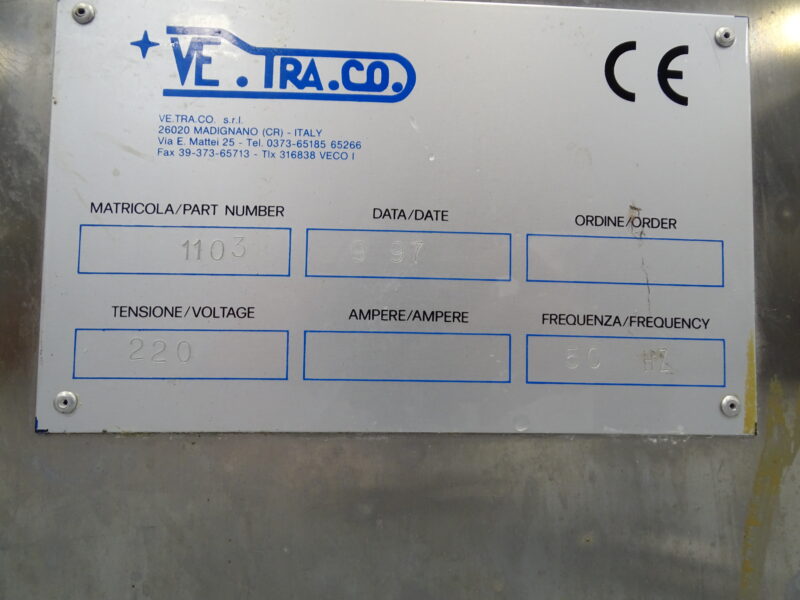 VE.TRA.CO.
CE
VE.TRA.CO. s.r.l.
26020 MADIGNANO (CR) - ITALY
Via E. Mattei 25 - Tel. 0373-65185 65266
Fax 39-373-65713 - Tlx 316838 VECO I
MATRICOLA/PART NUMBER DATA/DATE ORDINE/ORDER
1103 9 97
TENSIONE/VOLTAGE AMPERE/AMPERE FREQUENZA/FREQUENCY
220 50 HZ